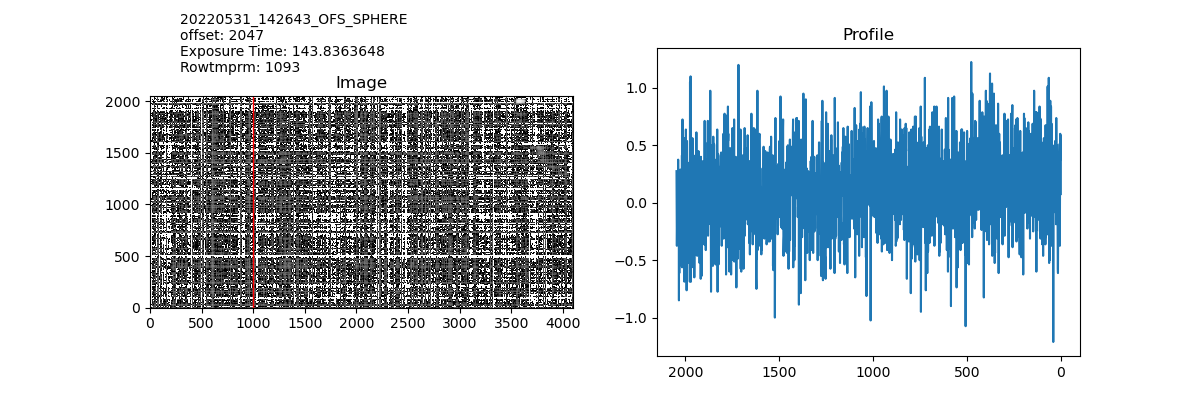 20220531_142643_OFS_SPHERE
offset: 2047
Exposure Time: 143.8363648
Rowtmprm: 1093
Image
2000
1500
1000
500
0
0 500 1000 1500 2000 2500 3000 3500 4000
Profile
1.0
0.5
0.0
−0.5
−1.0
2000 1500 1000 500 0